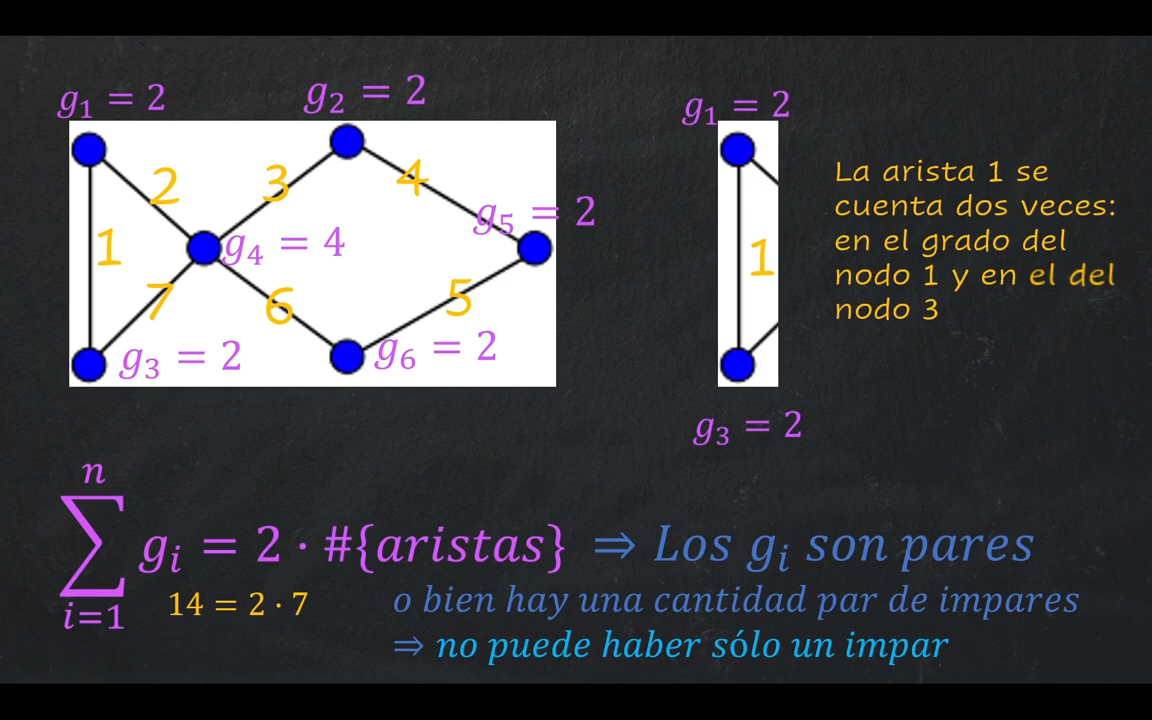 g₁ = 2
g₂ = 2
2
3
4
g₅ = 2
1
g₄ = 4
7
6
5
g₃ = 2
g₆ = 2
g₁ = 2
1
g₃ = 2
La arista 1 se
cuenta dos veces:
en el grado del
nodo 1 y en el del
nodo 3
n
∑ gᵢ = 2 · #{aristas} ⇒ Los gᵢ son pares
i=1
14 = 2 · 7
o bien hay una cantidad par de impares
⇒ no puede haber sólo un impar